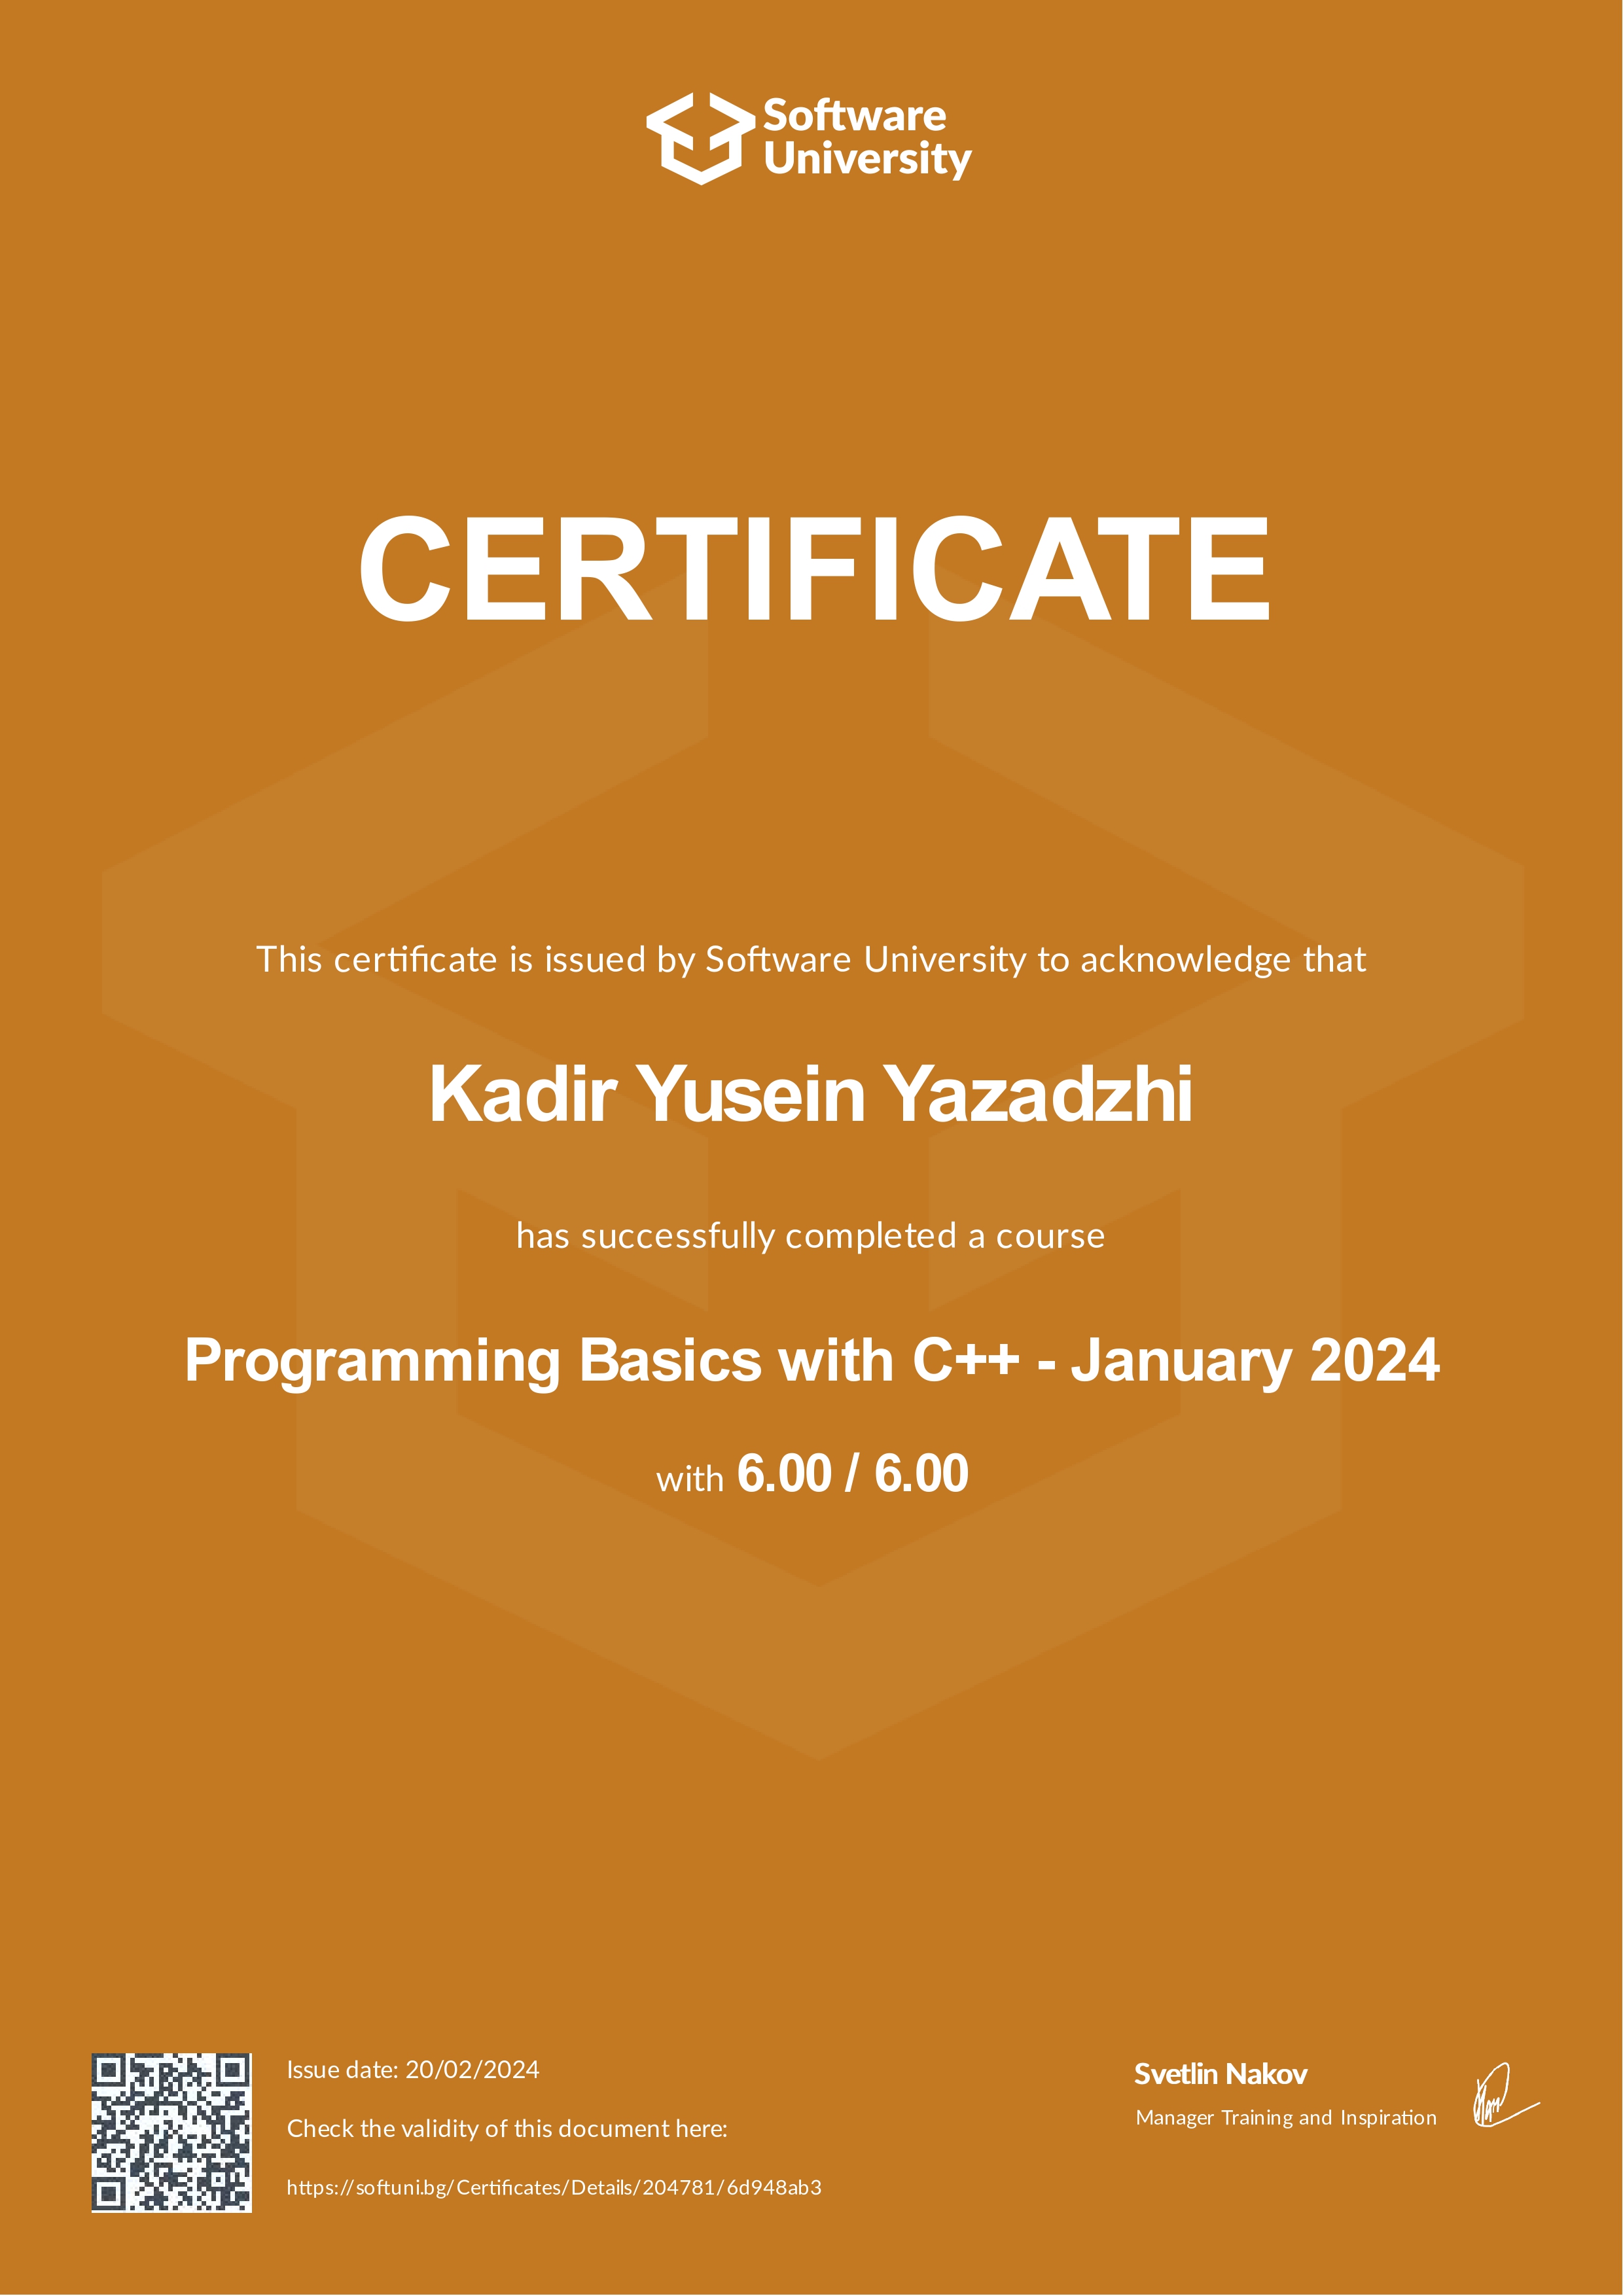 Software
University
CERTIFICATE
This certificate is issued by Software University to acknowledge that
Kadir Yusein Yazadzhi
has successfully completed a course
Programming Basics with C++ - January 2024
with 6.00 / 6.00
Issue date: 20/02/2024
Check the validity of this document here:
https://softuni.bg/Certificates/Details/204781/6d948ab3
Svetlin Nakov
Manager Training and Inspiration